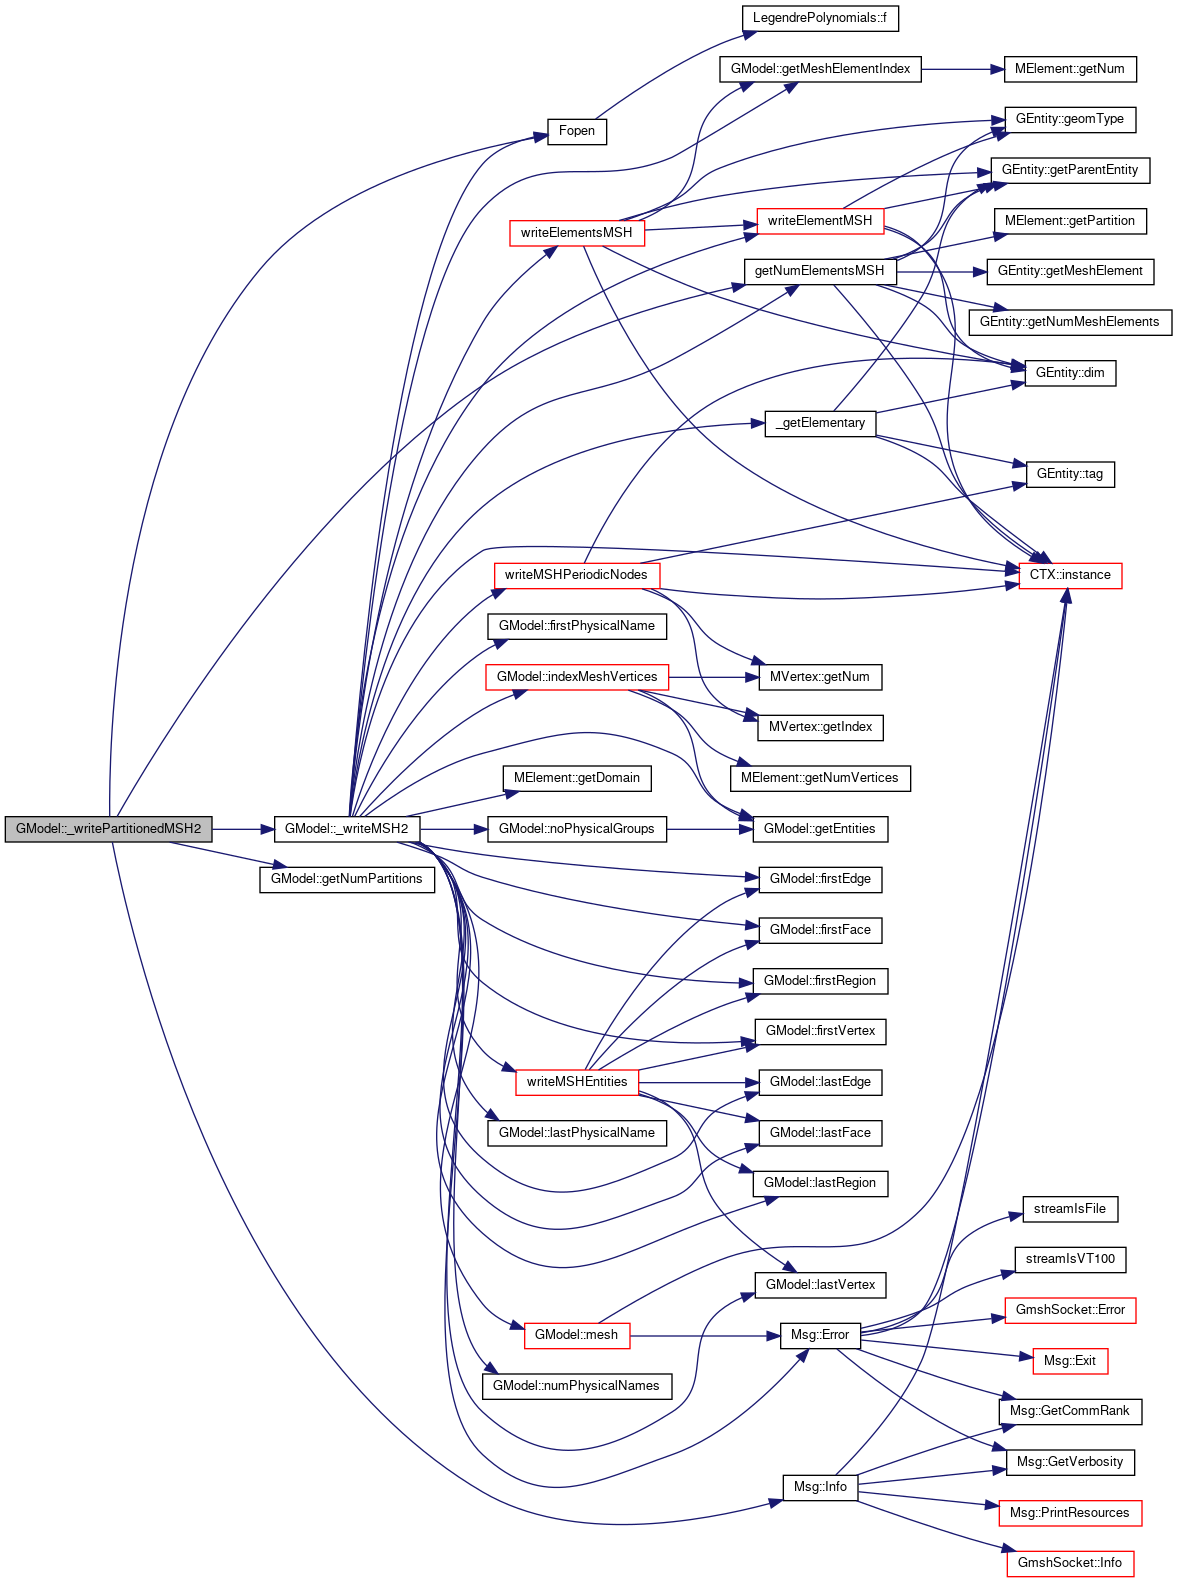 LegendrePolynomials::f
GModel::getMeshElementIndex
MElement::getNum
GEntity::geomType
Fopen
GEntity::getParentEntity
writeElementMSH
MElement::getPartition
writeElementsMSH
getNumElementsMSH
GEntity::getMeshElement
GEntity::getNumMeshElements
GEntity::dim
_getElementary
GEntity::tag
writeMSHPeriodicNodes
CTX::instance
GModel::firstPhysicalName
GModel::indexMeshVertices
MVertex::getNum
MVertex::getIndex
MElement::getDomain
MElement::getNumVertices
GModel::_writePartitionedMSH2
GModel::_writeMSH2
GModel::noPhysicalGroups
GModel::getEntities
GModel::getNumPartitions
GModel::firstEdge
GModel::firstFace
GModel::firstRegion
GModel::firstVertex
writeMSHEntities
GModel::lastEdge
GModel::lastPhysicalName
GModel::lastFace
GModel::lastRegion
streamIsFile
streamIsVT100
GModel::lastVertex
GmshSocket::Error
GModel::mesh
Msg::Error
Msg::Exit
GModel::numPhysicalNames
Msg::GetCommRank
Msg::GetVerbosity
Msg::Info
Msg::PrintResources
GmshSocket::Info